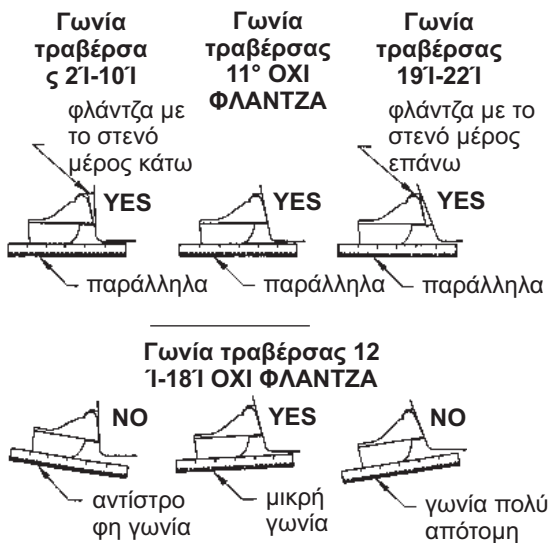 Γωνία
τραβέρσα
ς 2Ί-10Ί
Γωνία
τραβέρσας
11° ΟΧΙ
ΦΛΑΝΤΖΑ
Γωνία
τραβέρσας
19Ί-22Ί
φλάντζα με
το στενό
μέρος κάτω
φλάντζα με το
στενό μέρος
επάνω
YES
YES
YES
παράλληλα
παράλληλα
παράλληλα
Γωνία τραβέρσας 12
Ί-18Ί ΟΧΙ ΦΛΑΝΤΖΑ
NO
YES
NO
αντίστρο
φη γωνία
μικρή
γωνία
γωνία πολύ
απότομη